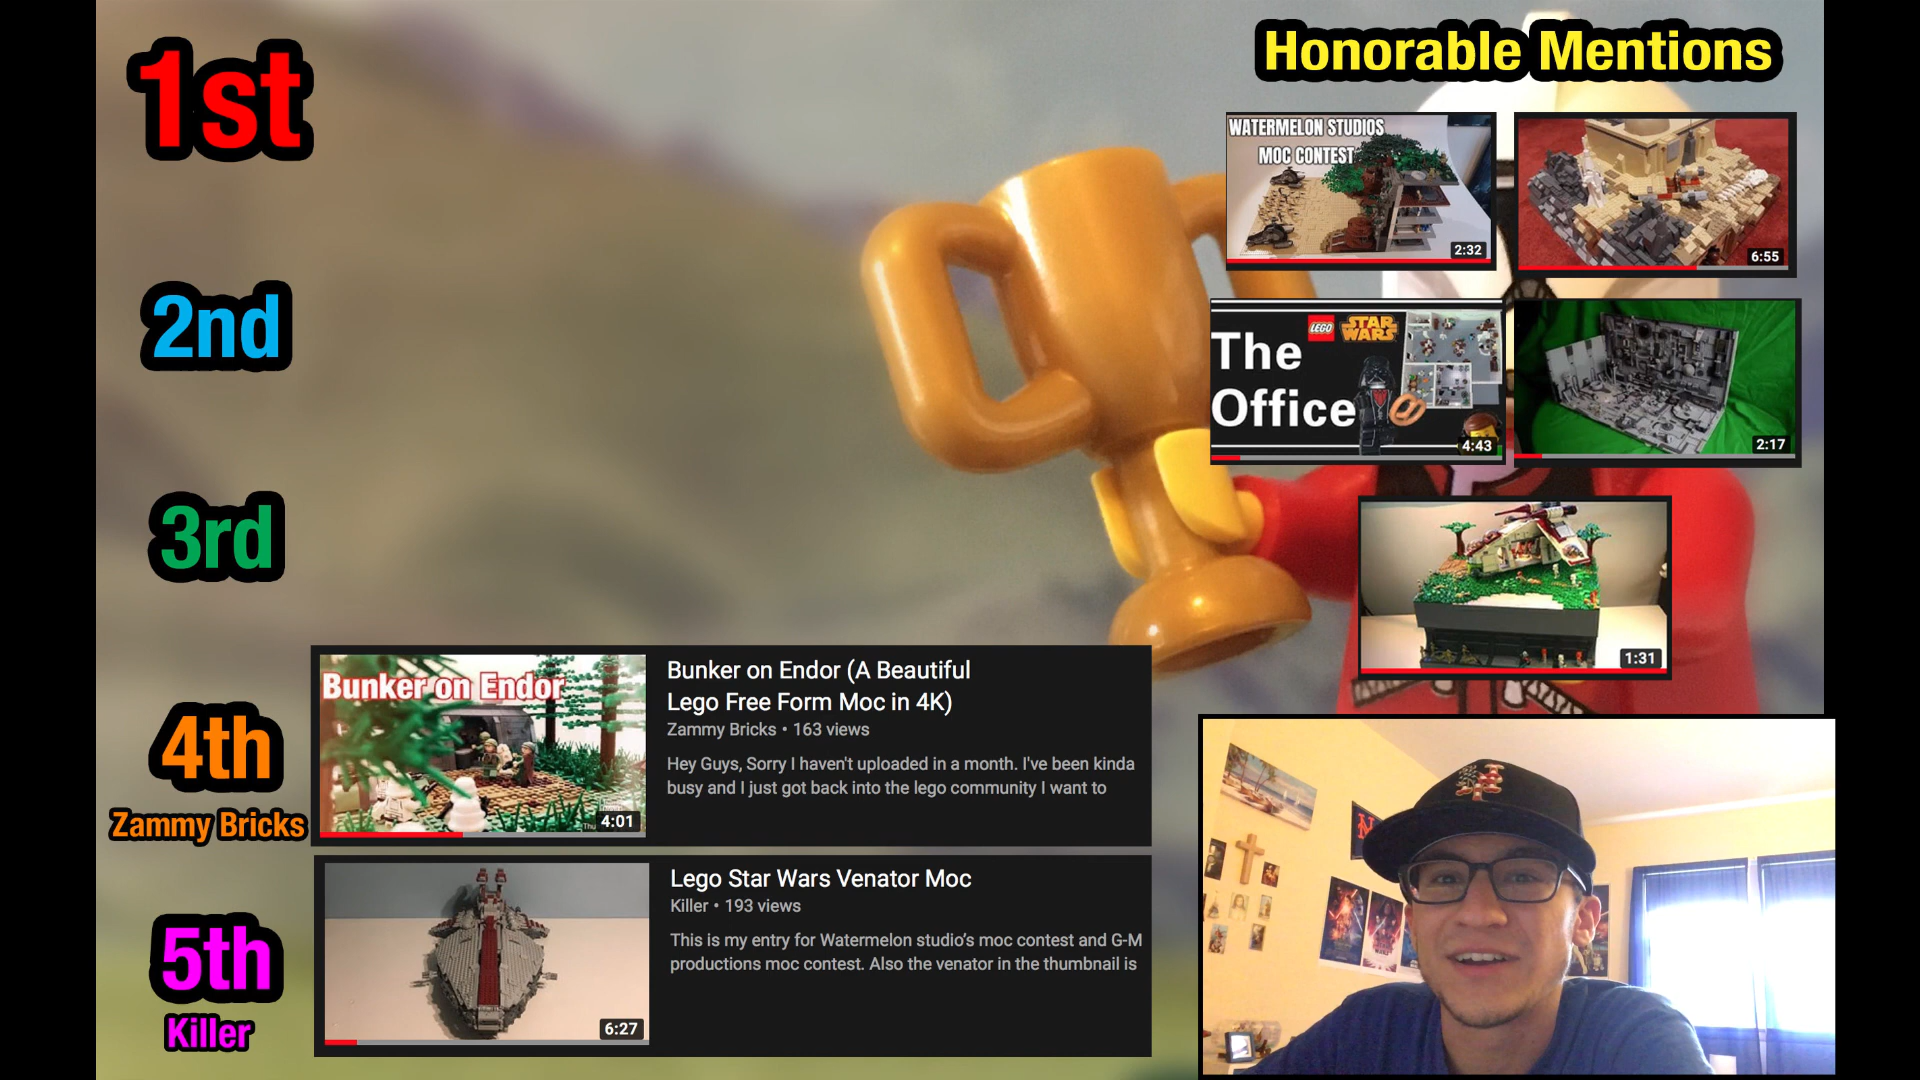 1st
2nd
3rd
4th
Zammy Bricks
5th
Killer
Honorable Mentions
WATERMELON STUDIOS
MOC CONTEST
2:32
6:55
LEGO STAR WARS
The
Office
4:43
2:17
1:31
Bunker on Endor
4:01
Bunker on Endor (A Beautiful
Lego Free Form Moc in 4K)
Zammy Bricks • 163 views
Hey Guys, Sorry I haven't uploaded in a month. I've been kinda
busy and I just got back into the lego community I want to
6:27
Lego Star Wars Venator Moc
Killer • 193 views
This is my entry for Watermelon studio's moc contest and G-M
productions moc contest. Also the venator in the thumbnail is